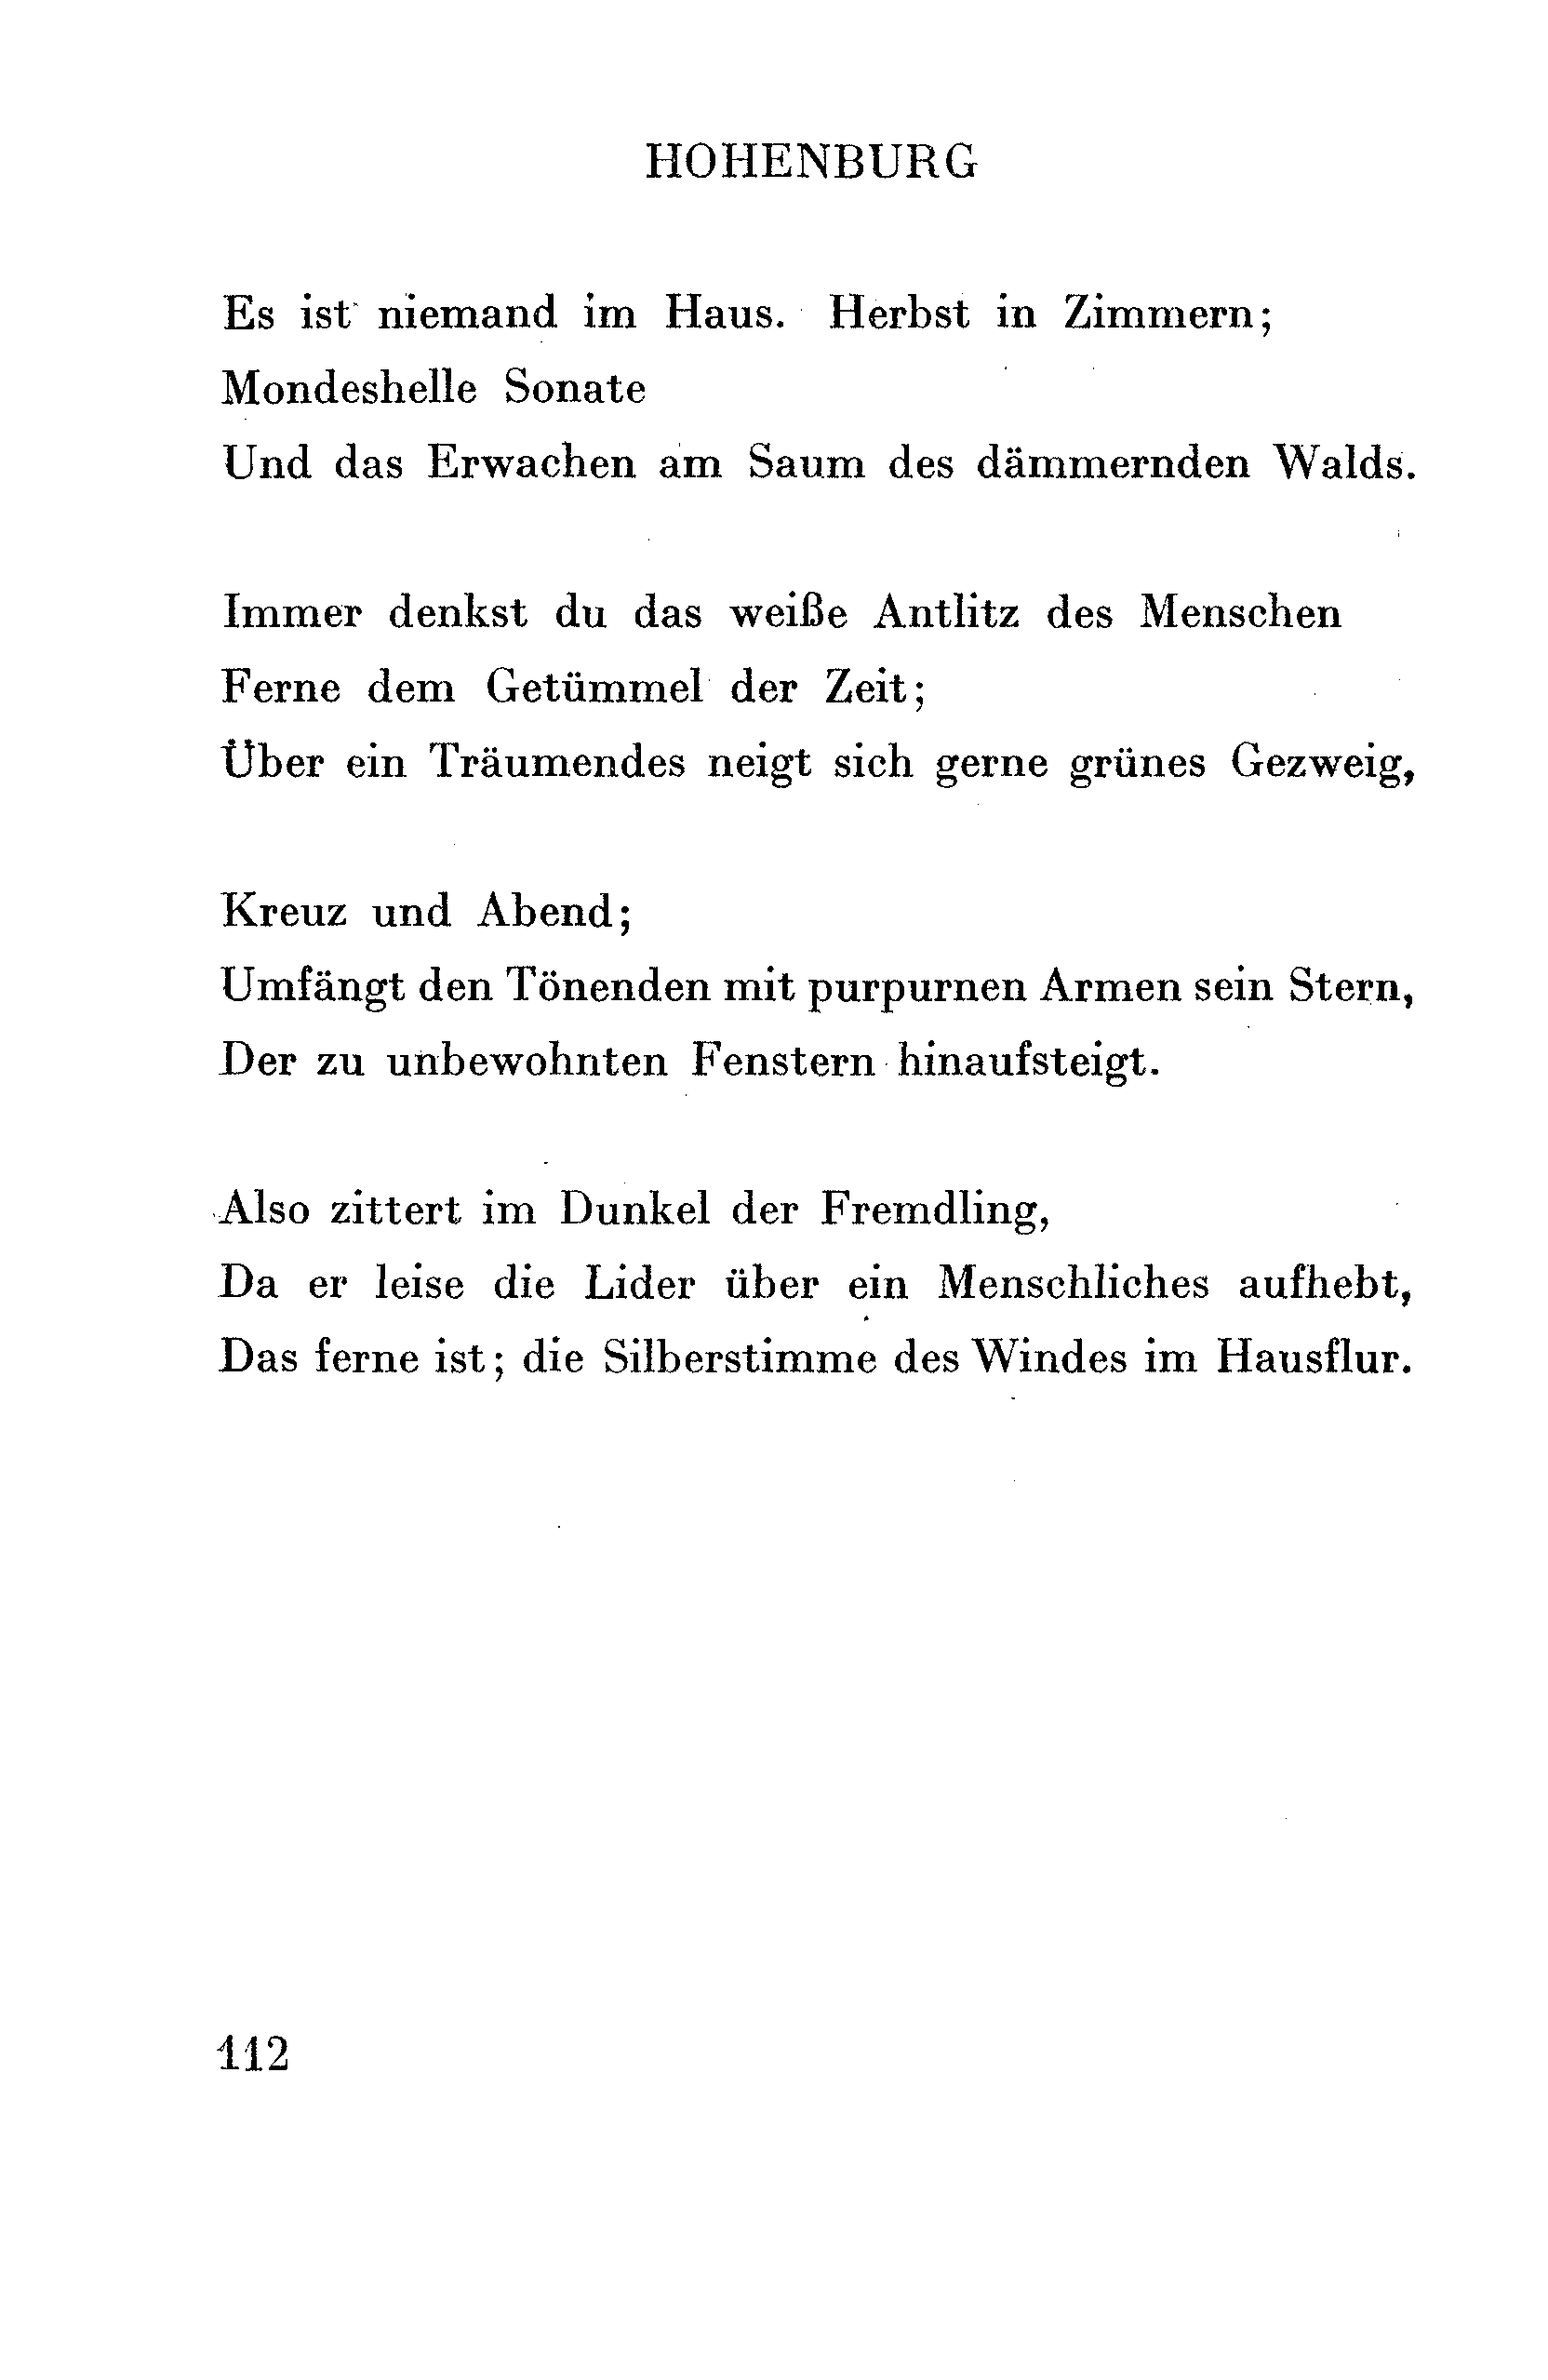 HOHENBURG
Es ist niemand im Haus. Herbst in Zimmern;
Mondeshelle Sonate
Und das Erwachen am Saum des dämmernden Walds.
Immer denkst du das weiße Antlitz des Menschen
Ferne dem Getümmel der Zeit;
Über ein Träumendes neigt sich gerne grünes Gezweig,
Kreuz und Abend;
Umfängt den Tönenden mit purpurnen Armen sein Stern,
Der zu unbewohnten Fenstern hinaufsteigt.
Also zittert im Dunkel der Fremdling,
Da er leise die Lider über ein Menschliches aufhebt,
Das ferne ist; die Silberstimme des Windes im Hausflur.
112